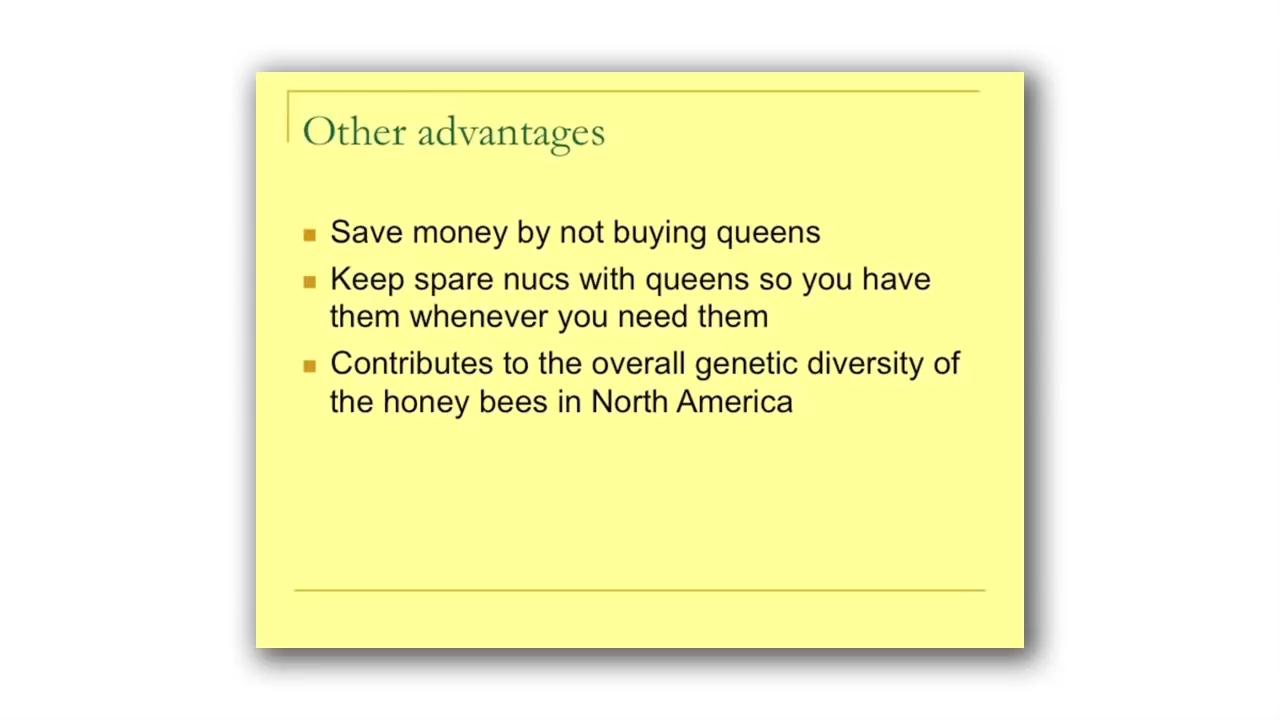 Other advantages
Save money by not buying queens
Keep spare nucs with queens so you have
them whenever you need them
Contributes to the overall genetic diversity of
the honey bees in North America